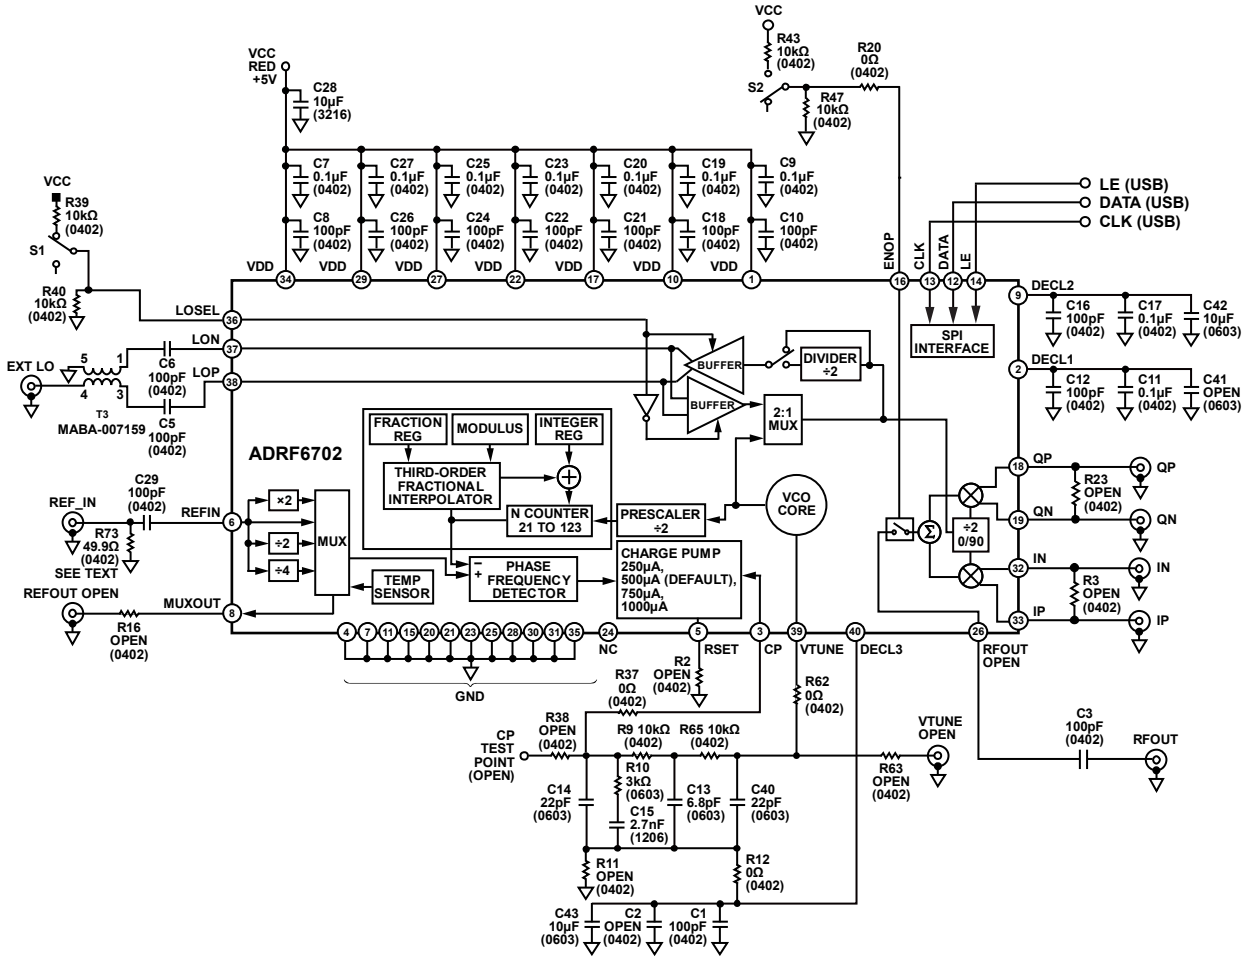 VCC
R43
10kΩ
(0402)
R20
0Ω
(0402)
S2
R47
10kΩ
(0402)
VCC
RED
+5V
C28
10µF
(3216)
C7
0.1µF
(0402)
C27
0.1µF
(0402)
C25
0.1µF
(0402)
C23
0.1µF
(0402)
C20
0.1µF
(0402)
C19
0.1µF
(0402)
C9
0.1µF
(0402)
C8
100pF
(0402)
C26
100pF
(0402)
C24
100pF
(0402)
C22
100pF
(0402)
C21
100pF
(0402)
C18
100pF
(0402)
C10
100pF
(0402)
VCC
R39
10kΩ
(0402)
S1
R40
10kΩ
(0402)
LE (USB)
DATA (USB)
CLK (USB)
VDD
34
VDD
29
VDD
27
VDD
22
VDD
17
VDD
10
VDD
1
ENOP
16
CLK
13
DATA
12
LE
14
LOSEL
36
LON
37
LOP
38
EXT LO
5
1
4
3
C6
100pF
(0402)
C5
100pF
(0402)
T3
MABA-007159
BUFFER
BUFFER
DIVIDER
÷2
2:1
MUX
SPI
INTERFACE
9
DECL2
C16
100pF
(0402)
C17
0.1µF
(0402)
C42
10µF
(0603)
2
DECL1
C12
100pF
(0402)
C11
0.1µF
(0402)
C41
OPEN
(0603)
ADRF6702
FRACTION
REG
MODULUS
INTEGER
REG
THIRD-ORDER
FRACTIONAL
INTERPOLATOR
+
N COUNTER
21 TO 123
PRESCALER
÷2
VCO
CORE
Σ
÷2
0/90
18
QP
R23
OPEN
(0402)
QP
19
QN
QN
32
IN
R3
OPEN
(0402)
IN
33
IP
IP
C29
100pF
(0402)
REF_IN
R73
49.9Ω
(0402)
SEE TEXT
REFIN
6
×2
÷2
÷4
MUX
TEMP
SENSOR
−
+
PHASE
FREQUENCY
DETECTOR
CHARGE PUMP
250µA,
500µA (DEFAULT),
750µA,
1000µA
REFOUT OPEN
R16
OPEN
(0402)
MUXOUT
8
4
7
11
15
20
21
23
25
28
30
31
35
24
NC
GND
5
RSET
3
CP
39
VTUNE
40
DECL3
26
RFOUT
OPEN
R2
OPEN
(0402)
R37
0Ω
(0402)
R62
0Ω
(0402)
CP
TEST
POINT
(OPEN)
R38
OPEN
(0402)
R9 10kΩ
(0402)
R65 10kΩ
(0402)
R10
3kΩ
(0603)
C14
22pF
(0603)
C15
2.7nF
(1206)
C13
6.8pF
(0603)
C40
22pF
(0603)
R63
OPEN
(0402)
VTUNE
OPEN
C3
100pF
(0402)
RFOUT
R11
OPEN
(0402)
R12
0Ω
(0402)
C43
10µF
(0603)
C2
OPEN
(0402)
C1
100pF
(0402)